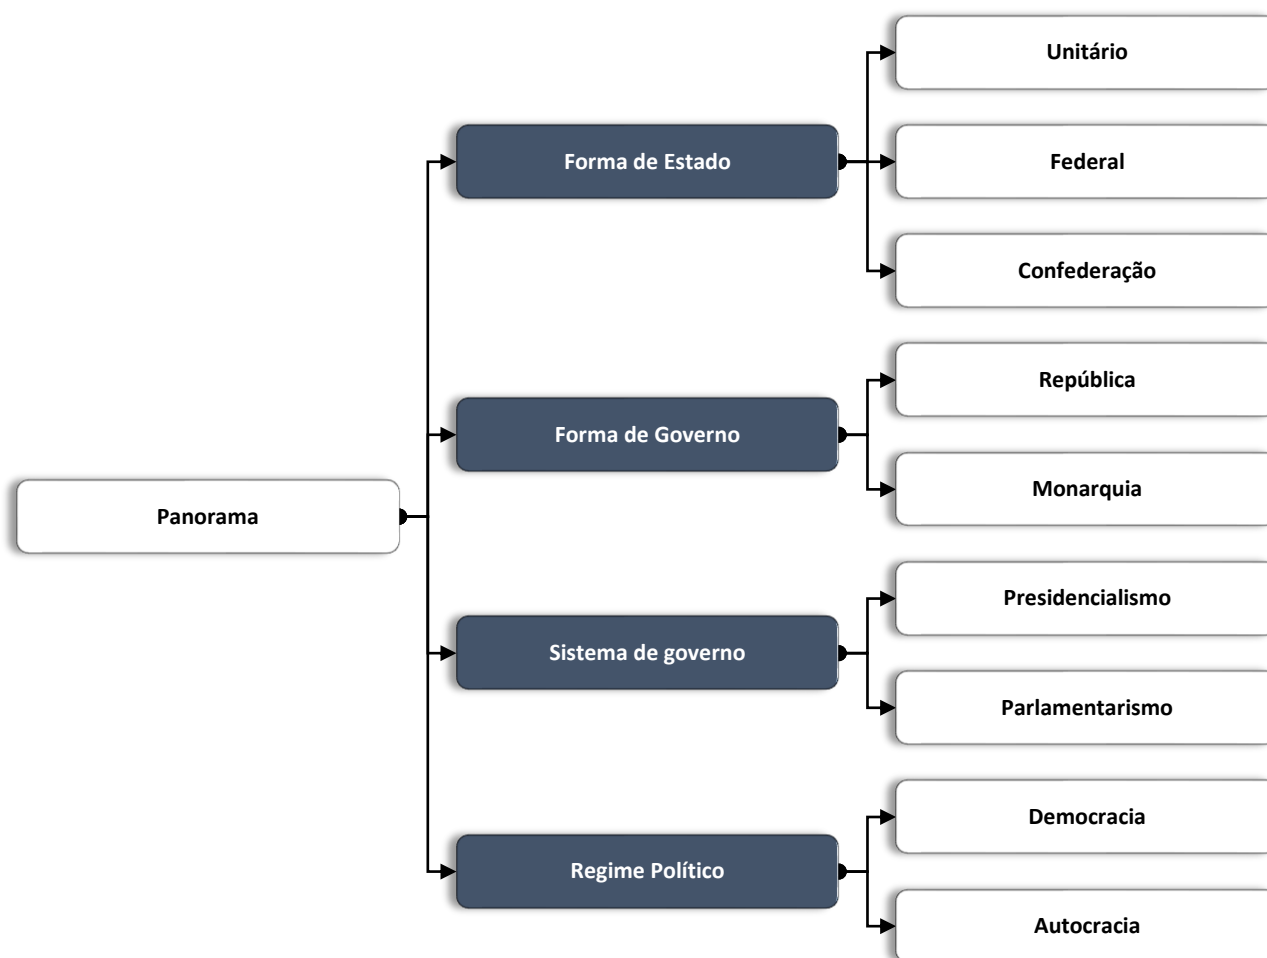 Panorama
Forma de Estado
Unitário
Federal
Confederação
Forma de Governo
República
Monarquia
Sistema de governo
Presidencialismo
Parlamentarismo
Regime Político
Democracia
Autocracia